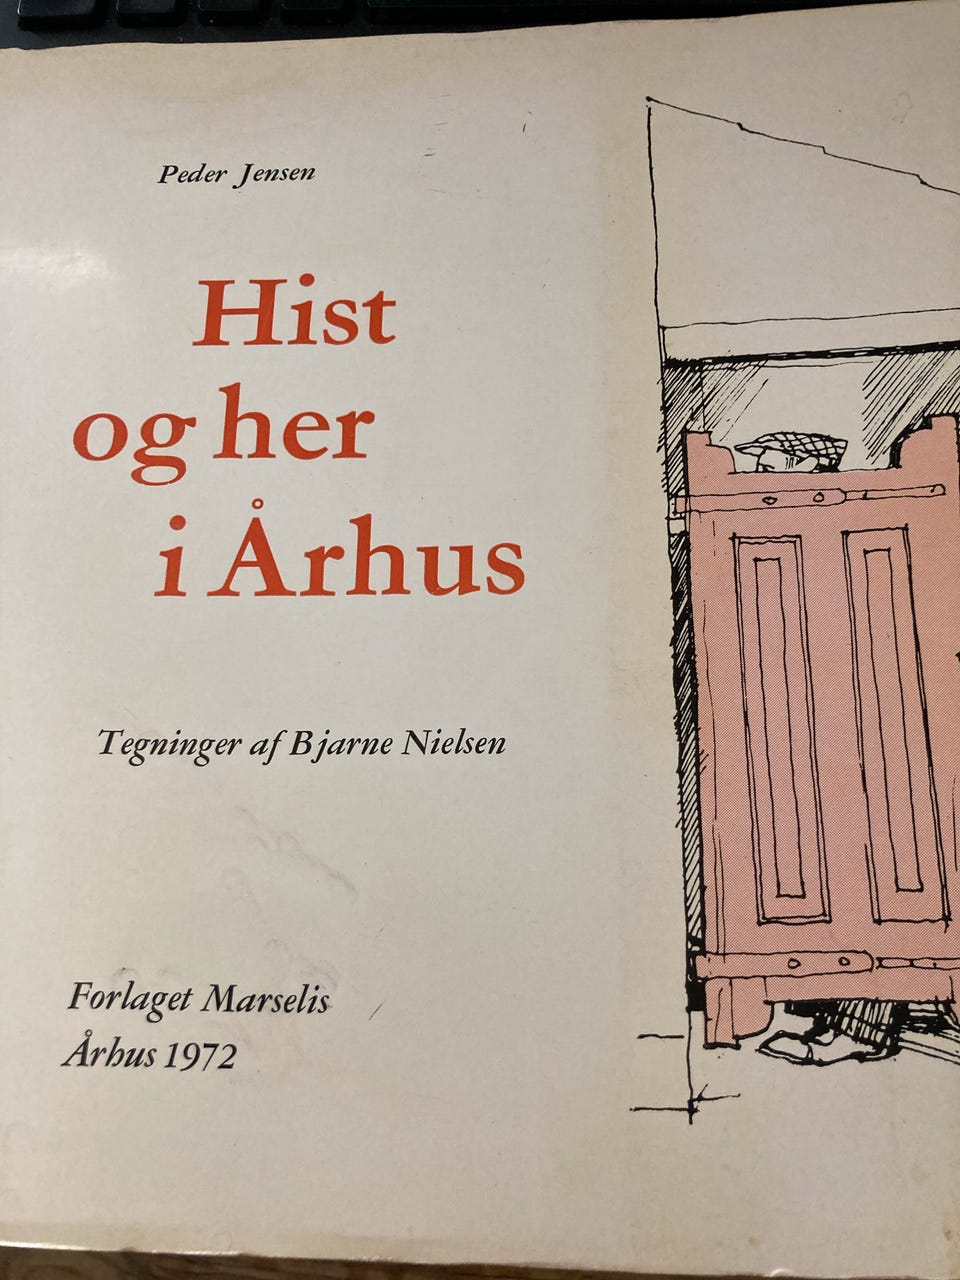 Peder Jensen
Hist
og her
i Århus
Tegninger af Bjarne Nielsen
Forlaget Marselis
Århus 1972